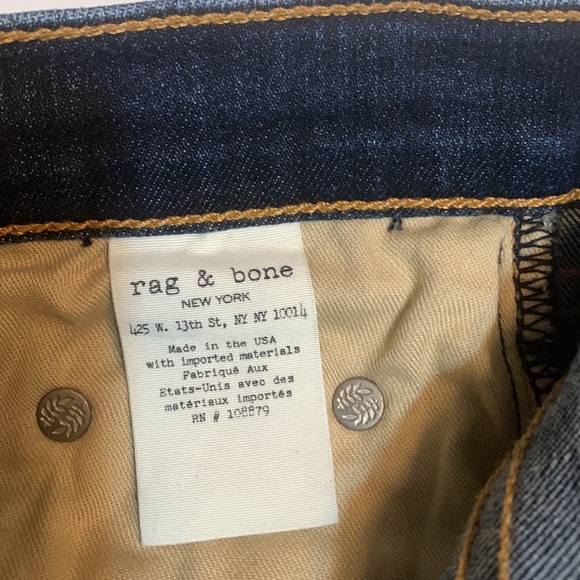 rag & bone
NEW YORK
425 W. 13th St, NY NY 10014
Made in the USA
with imported materials
Fabriqué Aux
Etats-Unis avec des
matériaux importés
RN # 108879